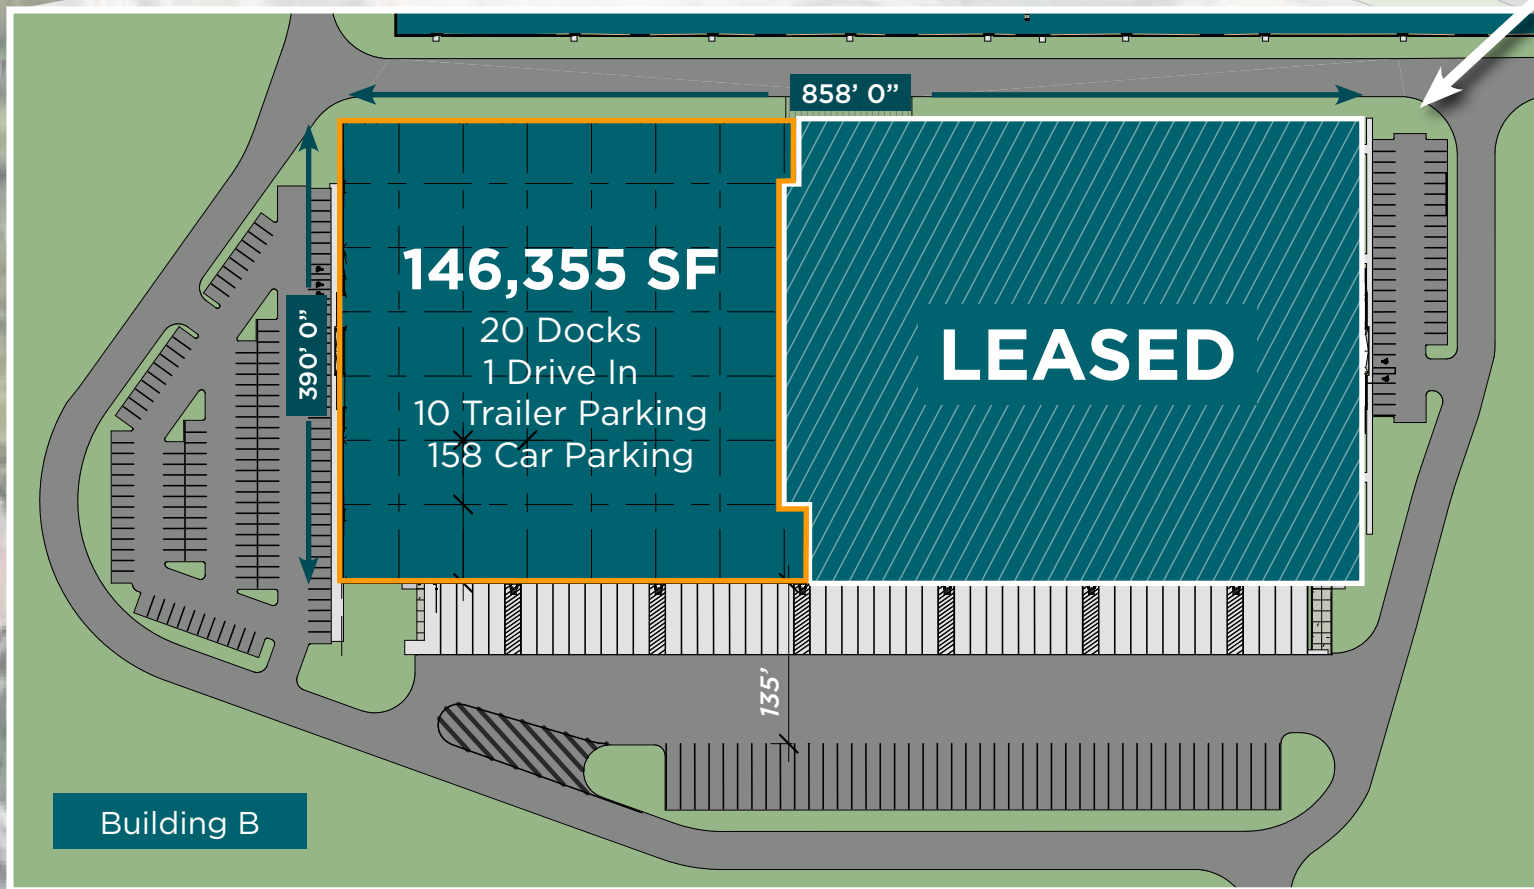 858’ 0”
390’ 0”
146,355 SF
20 Docks
1 Drive In
10 Trailer Parking
158 Car Parking
LEASED
135’
Building B